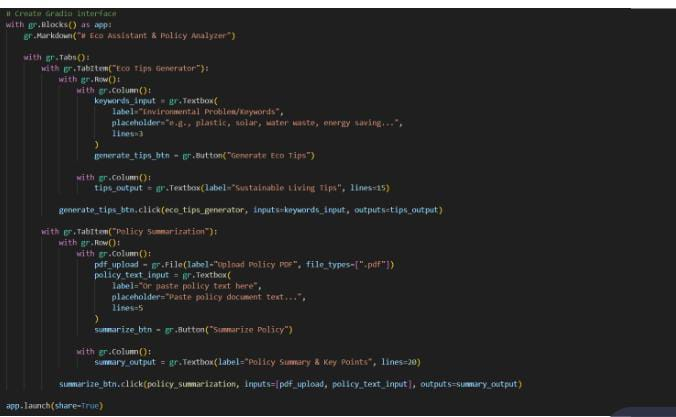 # Create Gradio interface
with gr.Blocks() as app:
    gr.Markdown("# Eco Assistant & Policy Analyzer")

    with gr.Tabs():
        with gr.TabItem("Eco Tips Generator"):
            with gr.Row():
                with gr.Column():
                    keywords_input = gr.Textbox(
                        label="Environmental Problem/Keywords",
                        placeholder="e.g., plastic, solar, water waste, energy saving...",
                        lines=3
                    )
                    generate_tips_btn = gr.Button("Generate Eco Tips")

                with gr.Column():
                    tips_output = gr.Textbox(label="Sustainable Living Tips", lines=15)

            generate_tips_btn.click(eco_tips_generator, inputs=keywords_input, outputs=tips_output)

        with gr.TabItem("Policy Summarization"):
            with gr.Row():
                with gr.Column():
                    pdf_upload = gr.File(label="Upload Policy PDF", file_types=[".pdf"])
                    policy_text_input = gr.Textbox(
                        label="Or paste policy text here",
                        placeholder="Paste policy document text...",
                        lines=5
                    )
                    summarize_btn = gr.Button("Summarize Policy")

                with gr.Column():
                    summary_output = gr.Textbox(label="Policy Summary & Key Points", lines=20)

            summarize_btn.click(policy_summarization, inputs=[pdf_upload, policy_text_input], outputs=summary_output)

app.launch(share=True)